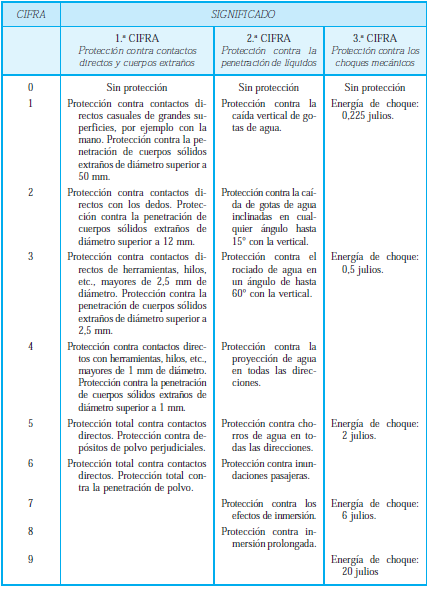 CIFRA SIGNIFICADO
1.ª CIFRA 2.ª CIFRA 3.ª CIFRA
Protección contra contactos Protección contra la Protección contra los
directos y cuerpos extraños penetración de líquidos choques mecánicos
0 Sin protección Sin protección Sin protección
1 Protección contra contactos di- Protección contra la Energía de choque:
rectos casuales de grandes su- caída vertical de go- 0,225 julios.
perficies, por ejemplo con la tas de agua.
mano. Protección contra la pe-
netración de cuerpos sólidos
extraños de diámetro superior a
50 mm.
2 Protección contra contactos di- Protección contra la caí-
rectos con los dedos. Protec- da de gotas de agua
ción contra la penetración de inclinadas en cual-
cuerpos sólidos extraños de quier ángulo hasta
diámetro superior a 12 mm. 15º con la vertical.
3 Protección contra contactos di- Protección contra el Energía de choque:
rectos de herramientas, hilos, rociado de agua en 0,5 julios.
etc., mayores de 2,5 mm de un ángulo de hasta
diámetro. Protección contra la 60º con la vertical.
penetración de cuerpos sólidos
extraños de diámetro superior a
2,5 mm.
4 Protección contra contactos direc- Protección contra la
tos con herramientas, hilos, etc., proyección de agua
mayores de 1 mm de diámetro. en todas las direc-
Protección contra la penetración ciones.
de cuerpos sólidos extraños de
diámetro superior a 1 mm.
5 Protección total contra contactos Protección contra cho- Energía de choque:
directos. Protección contra de- rros de agua en to- 2 julios.
pósitos de polvo perjudiciales. das las direcciones.
6 Protección total contra contactos Protección contra inun-
directos. Protección total con- daciones pasajeras.
tra la penetración de polvo.
7 Protección contra los Energía de choque:
efectos de inmersión. 6 julios.
8 Protección contra in-
mersión prolongada.
9 Energía de choque:
20 julios